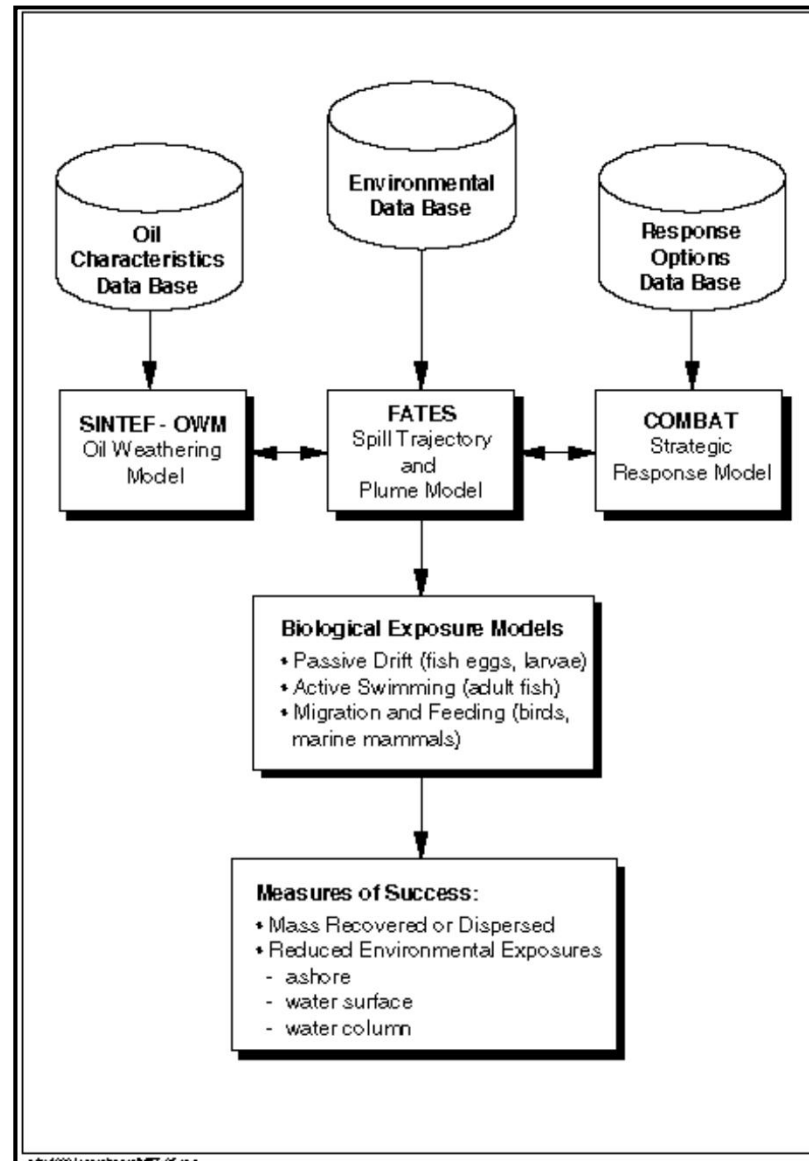 Oil
Characteristics
Data Base
Environmental
Data Base
Response
Options
Data Base
SINTEF - OWM
Oil Weathering
Model
FATES
Spill Trajectory
and
Plume Model
COMBAT
Strategic
Response Model
Biological Exposure Models
• Passive Drift (fish eggs, larvae)
• Active Swimming (adult fish)
• Migration and Feeding (birds,
marine mammals)
Measures of Success:
• Mass Recovered or Dispersed
• Reduced Environmental Exposures
- ashore
- water surface
- water column